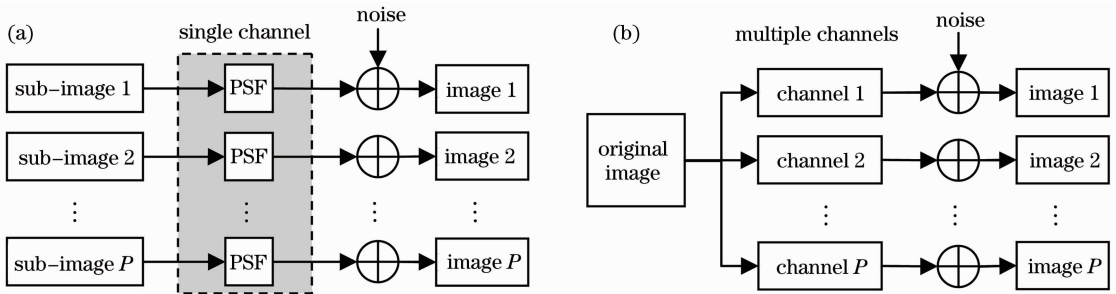 (a)
single channel
noise
sub-image 1
PSF
image 1
sub-image 2
PSF
image 2
⋮
⋮
⋮
⋮
sub-image P
PSF
image P
(b)
multiple channels
noise
original
image
channel 1
image 1
channel 2
image 2
⋮
⋮
⋮
channel P
image P